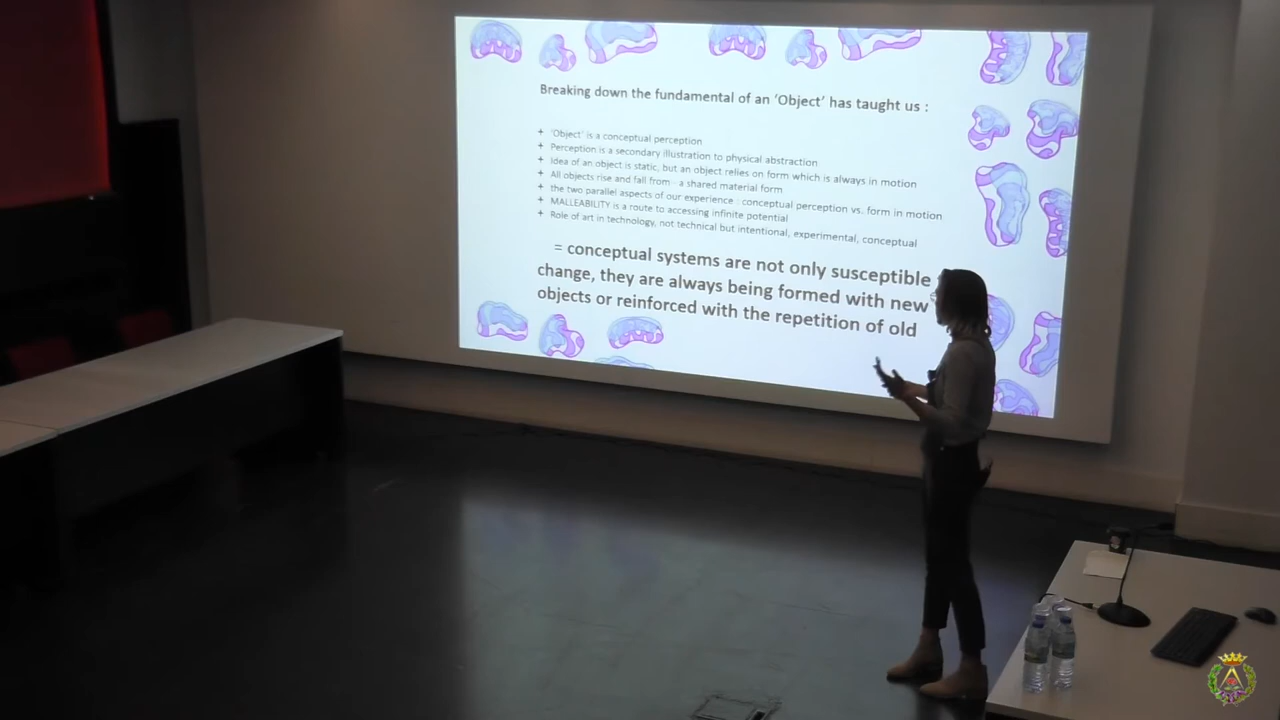 Breaking down the fundamental of an 'Object' has taught us :
+ 'Object' is a conceptual perception
+ Perception is a secondary illustration to physical abstraction
+ Idea of an object is static, but an object relies on form which is always in motion
+ All objects rise and fall from - a shared material form
+ the two parallel aspects of our experience : conceptual perception vs. form in motion
+ MALLEABILITY is a route to accessing infinite potential
+ Role of art in technology, not technical but intentional, experimental, conceptual
= conceptual systems are not only susceptible
change, they are always being formed with new
objects or reinforced with the repetition of old